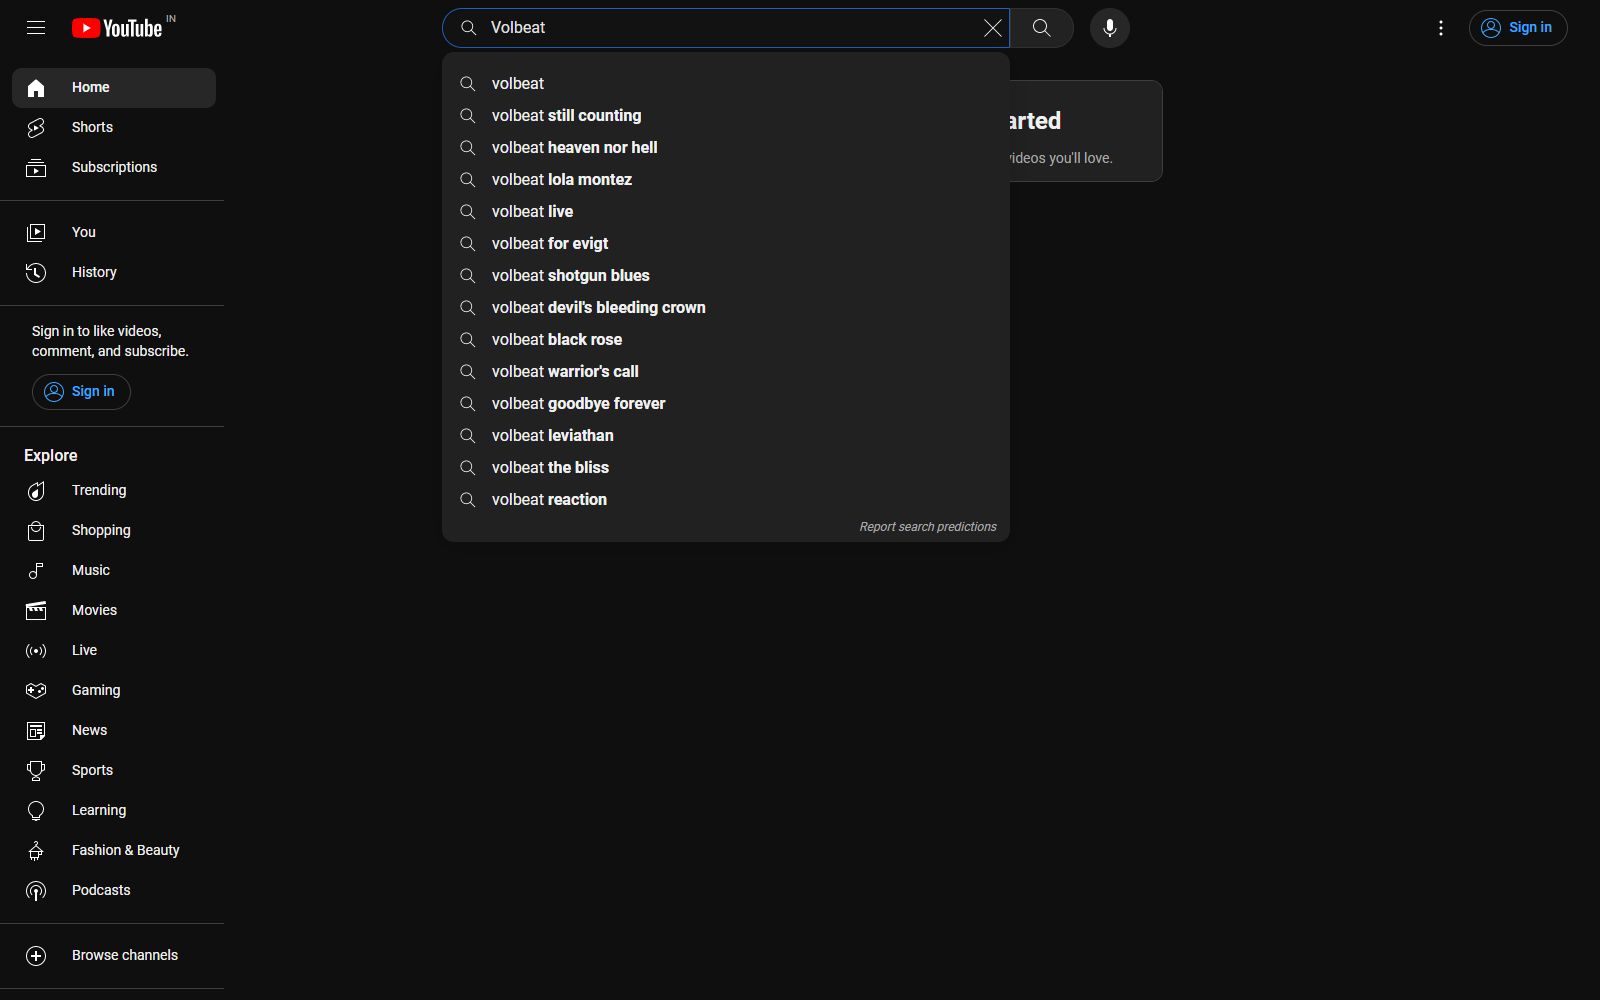 YouTube IN
Volbeat
Sign in
Home
Shorts
Subscriptions
You
History
Sign in to like videos,
comment, and subscribe.
Sign in
Explore
Trending
Shopping
Music
Movies
Live
Gaming
News
Sports
Learning
Fashion & Beauty
Podcasts
Browse channels
volbeat
volbeat still counting
volbeat heaven nor hell
volbeat lola montez
volbeat live
volbeat for evigt
volbeat shotgun blues
volbeat devil's bleeding crown
volbeat black rose
volbeat warrior's call
volbeat goodbye forever
volbeat leviathan
volbeat the bliss
volbeat reaction
Report search predictions
arted
videos you'll love.